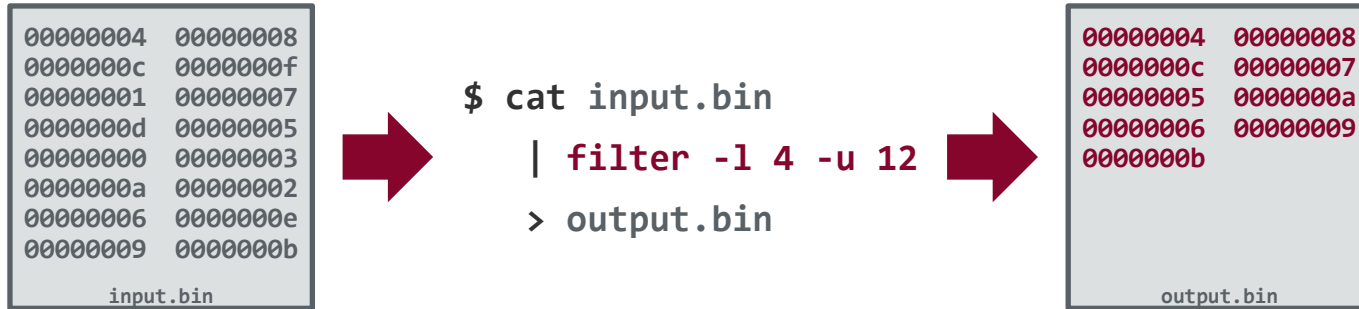 00000004 00000008
0000000c 0000000f
00000001 00000007
0000000d 00000005
00000000 00000003
0000000a 00000002
00000006 0000000e
00000009 0000000b
input.bin
$ cat input.bin
| filter -l 4 -u 12
> output.bin
00000004 00000008
0000000c 00000007
00000005 0000000a
00000006 00000009
0000000b
output.bin